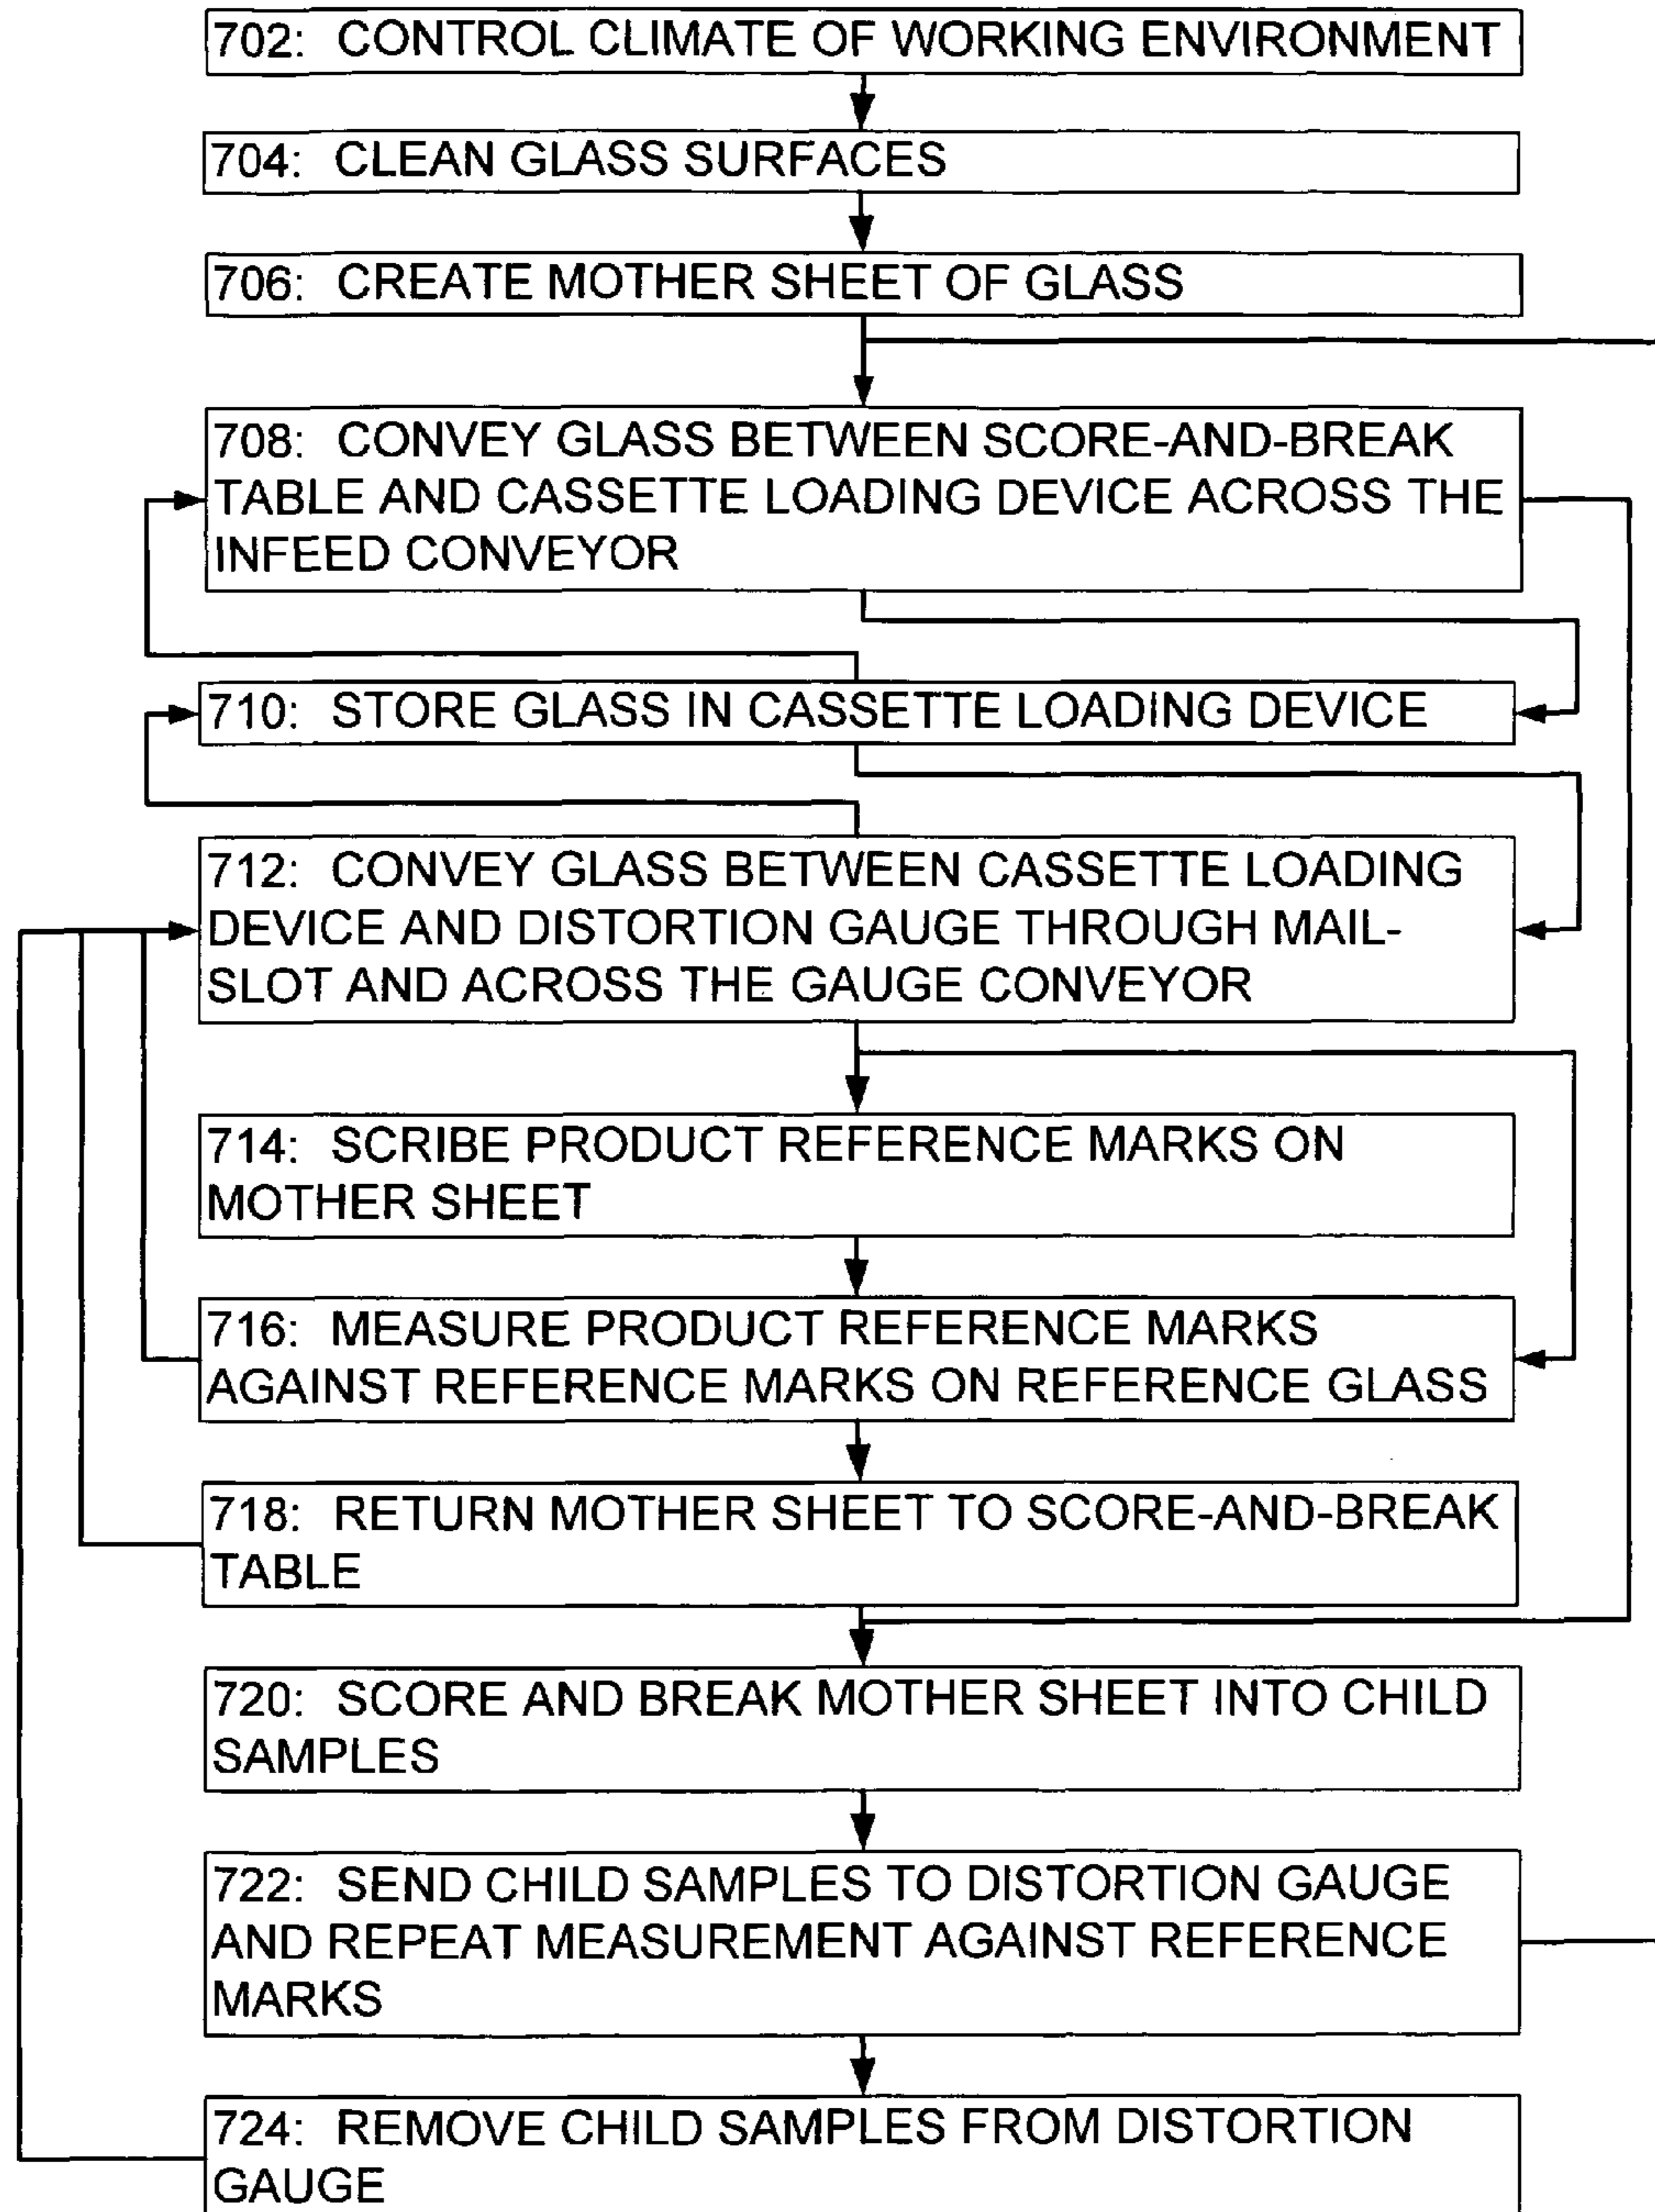 702: CONTROL CLIMATE OF WORKING ENVIRONMENT
704: CLEAN GLASS SURFACES
706: CREATE MOTHER SHEET OF GLASS
708: CONVEY GLASS BETWEEN SCORE-AND-BREAK
TABLE AND CASSETTE LOADING DEVICE ACROSS THE
INFEED CONVEYOR
710: STORE GLASS IN CASSETTE LOADING DEVICE
712: CONVEY GLASS BETWEEN CASSETTE LOADING
DEVICE AND DISTORTION GAUGE THROUGH MAIL-
SLOT AND ACROSS THE GAUGE CONVEYOR
714: SCRIBE PRODUCT REFERENCE MARKS ON
MOTHER SHEET
716: MEASURE PRODUCT REFERENCE MARKS
AGAINST REFERENCE MARKS ON REFERENCE GLASS
718: RETURN MOTHER SHEET TO SCORE-AND-BREAK
TABLE
720: SCORE AND BREAK MOTHER SHEET INTO CHILD
SAMPLES
722: SEND CHILD SAMPLES TO DISTORTION GAUGE
AND REPEAT MEASUREMENT AGAINST REFERENCE
MARKS
724: REMOVE CHILD SAMPLES FROM DISTORTION
GAUGE